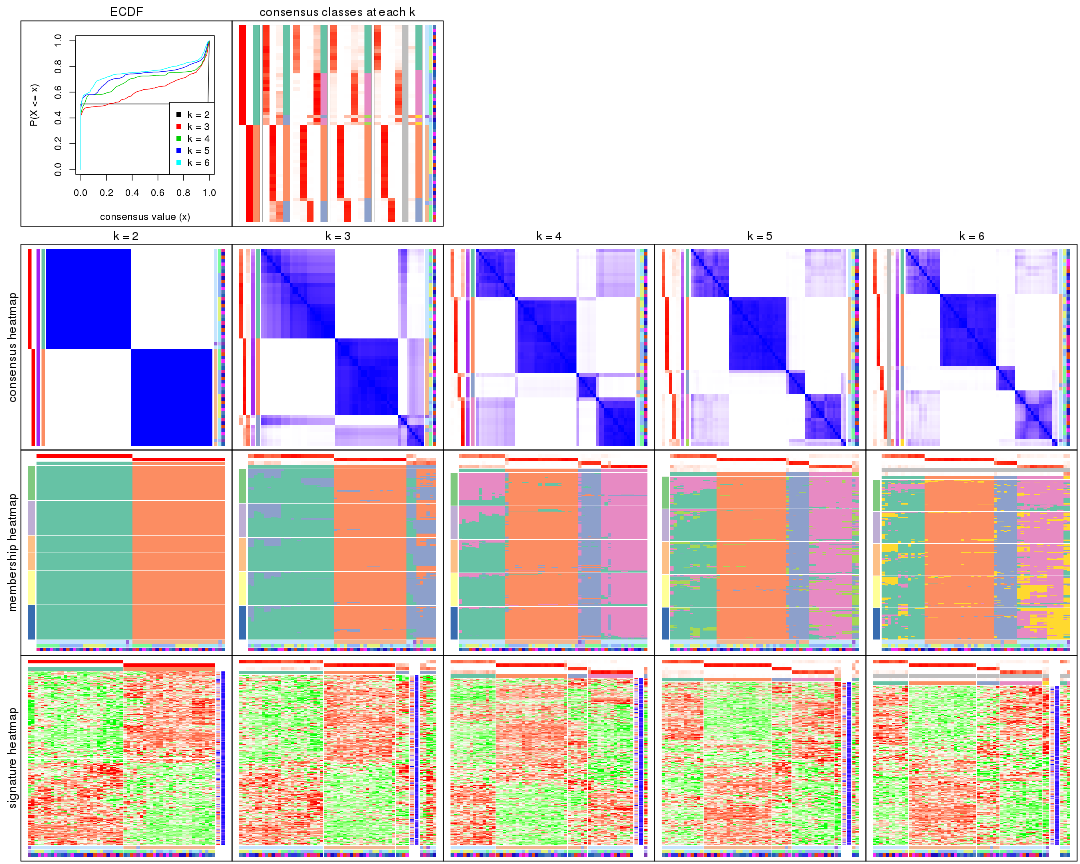 ECDF
consensus classes at each k
P(X <= x)
1.0
0.8
0.6
0.4
0.2
0.0
k = 2
k = 3
k = 4
k = 5
k = 6
0.0 0.2 0.4 0.6 0.8 1.0
consensus value (x)
k = 2
k = 3
k = 4
k = 5
k = 6
consensus heatmap
membership heatmap
signature heatmap